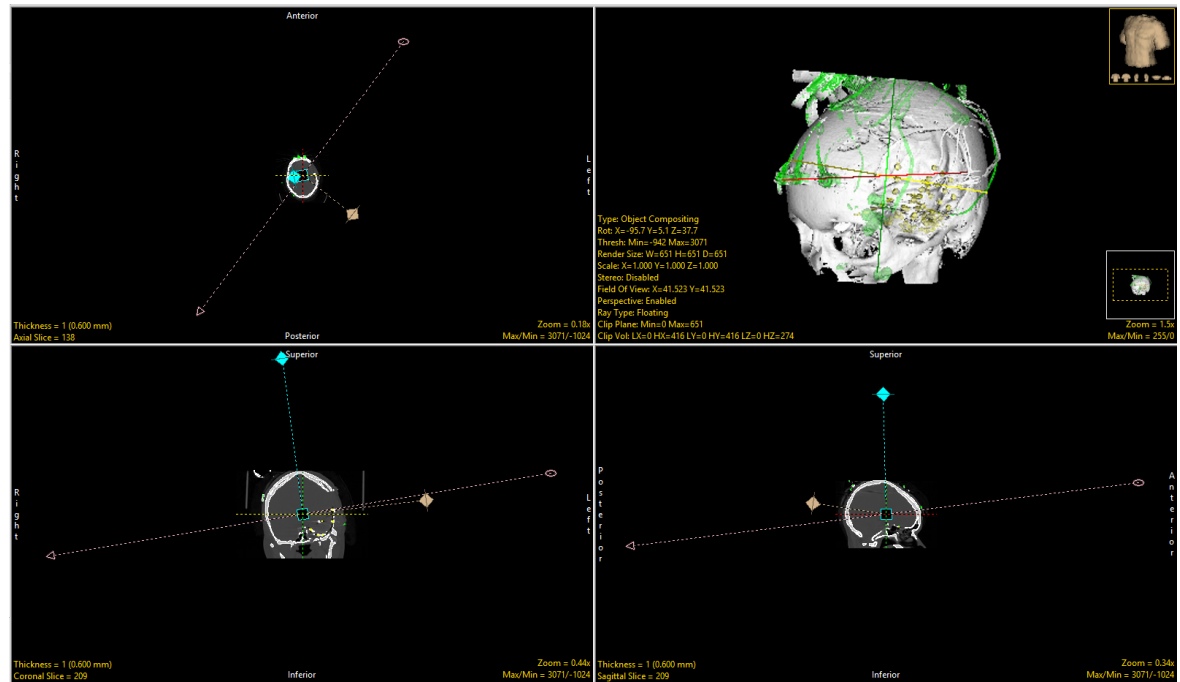 Anterior
Right
Left
Thickness = 1 (0.600 mm)
Axial Slice = 138
Posterior
Zoom = 0.18x
Max/Min = 3071/-1024
Type: Object Compositing
Rot: X=-95.7 Y=5.1 Z=37.7
Thresh: Min=-942 Max=3071
Render Size: W=651 H=651 D=651
Scale: X=1.000 Y=1.000 Z=1.000
Stereo: Disabled
Field Of View: X=41.523 Y=41.523
Perspective: Enabled
Ray Type: Floating
Clip Plane: Min=0 Max=651
Clip Vol: LX=0 HX=416 LY=0 HY=416 LZ=0 HZ=274
Zoom = 1.5x
Max/Min = 255/0
Superior
Right
Left
Thickness = 1 (0.600 mm)
Coronal Slice = 209
Inferior
Zoom = 0.44x
Max/Min = 3071/-1024
Superior
Posterior
Anterior
Thickness = 1 (0.600 mm)
Sagittal Slice = 209
Inferior
Zoom = 0.34x
Max/Min = 3071/-1024